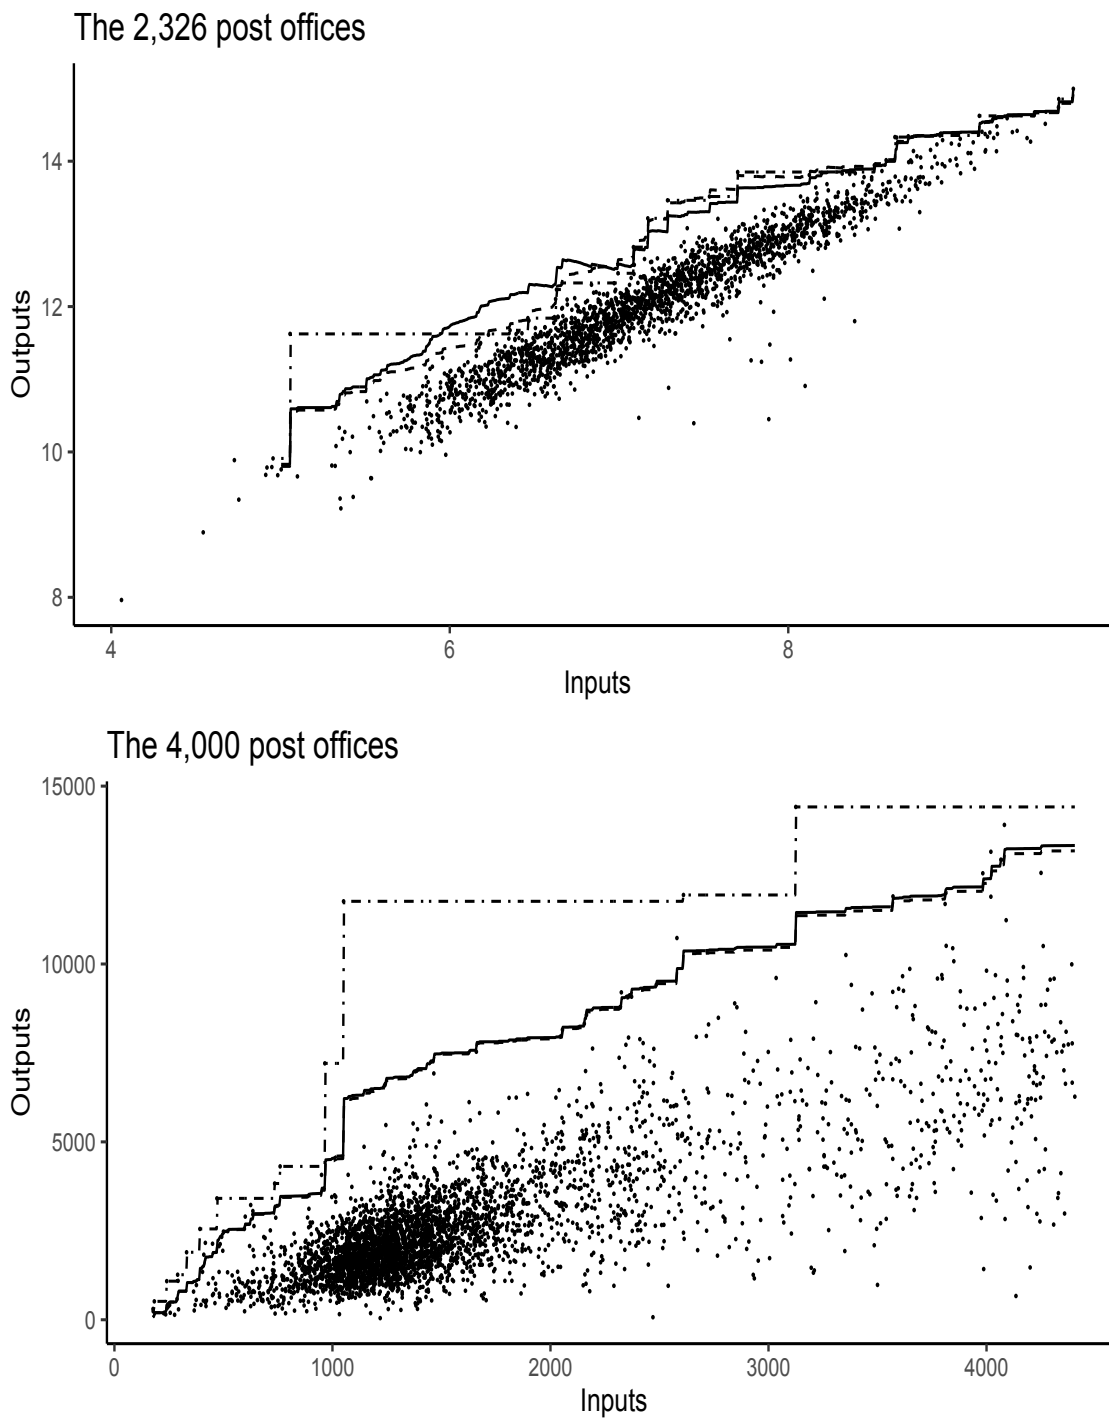 The 2,326 post offices
14
12
10
8
Outputs
4 6 8
Inputs
The 4,000 post offices
15000
10000
5000
0
Outputs
0 1000 2000 3000 4000
Inputs